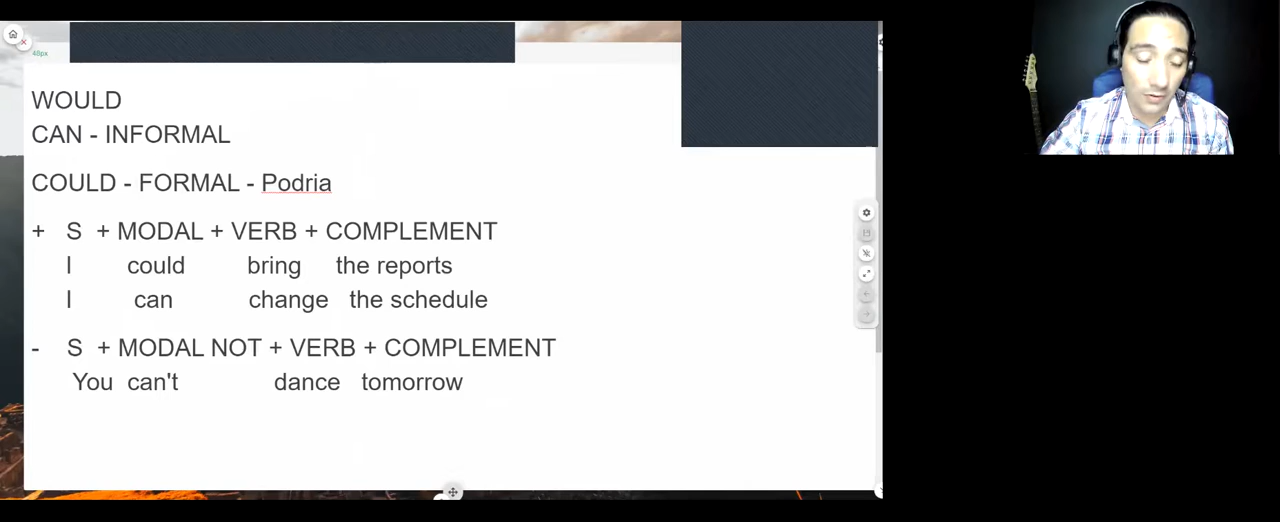 48px
WOULD
CAN - INFORMAL
COULD - FORMAL - Podria
+ S + MODAL + VERB + COMPLEMENT
I could bring the reports
I can change the schedule
- S + MODAL NOT + VERB + COMPLEMENT
You can't dance tomorrow